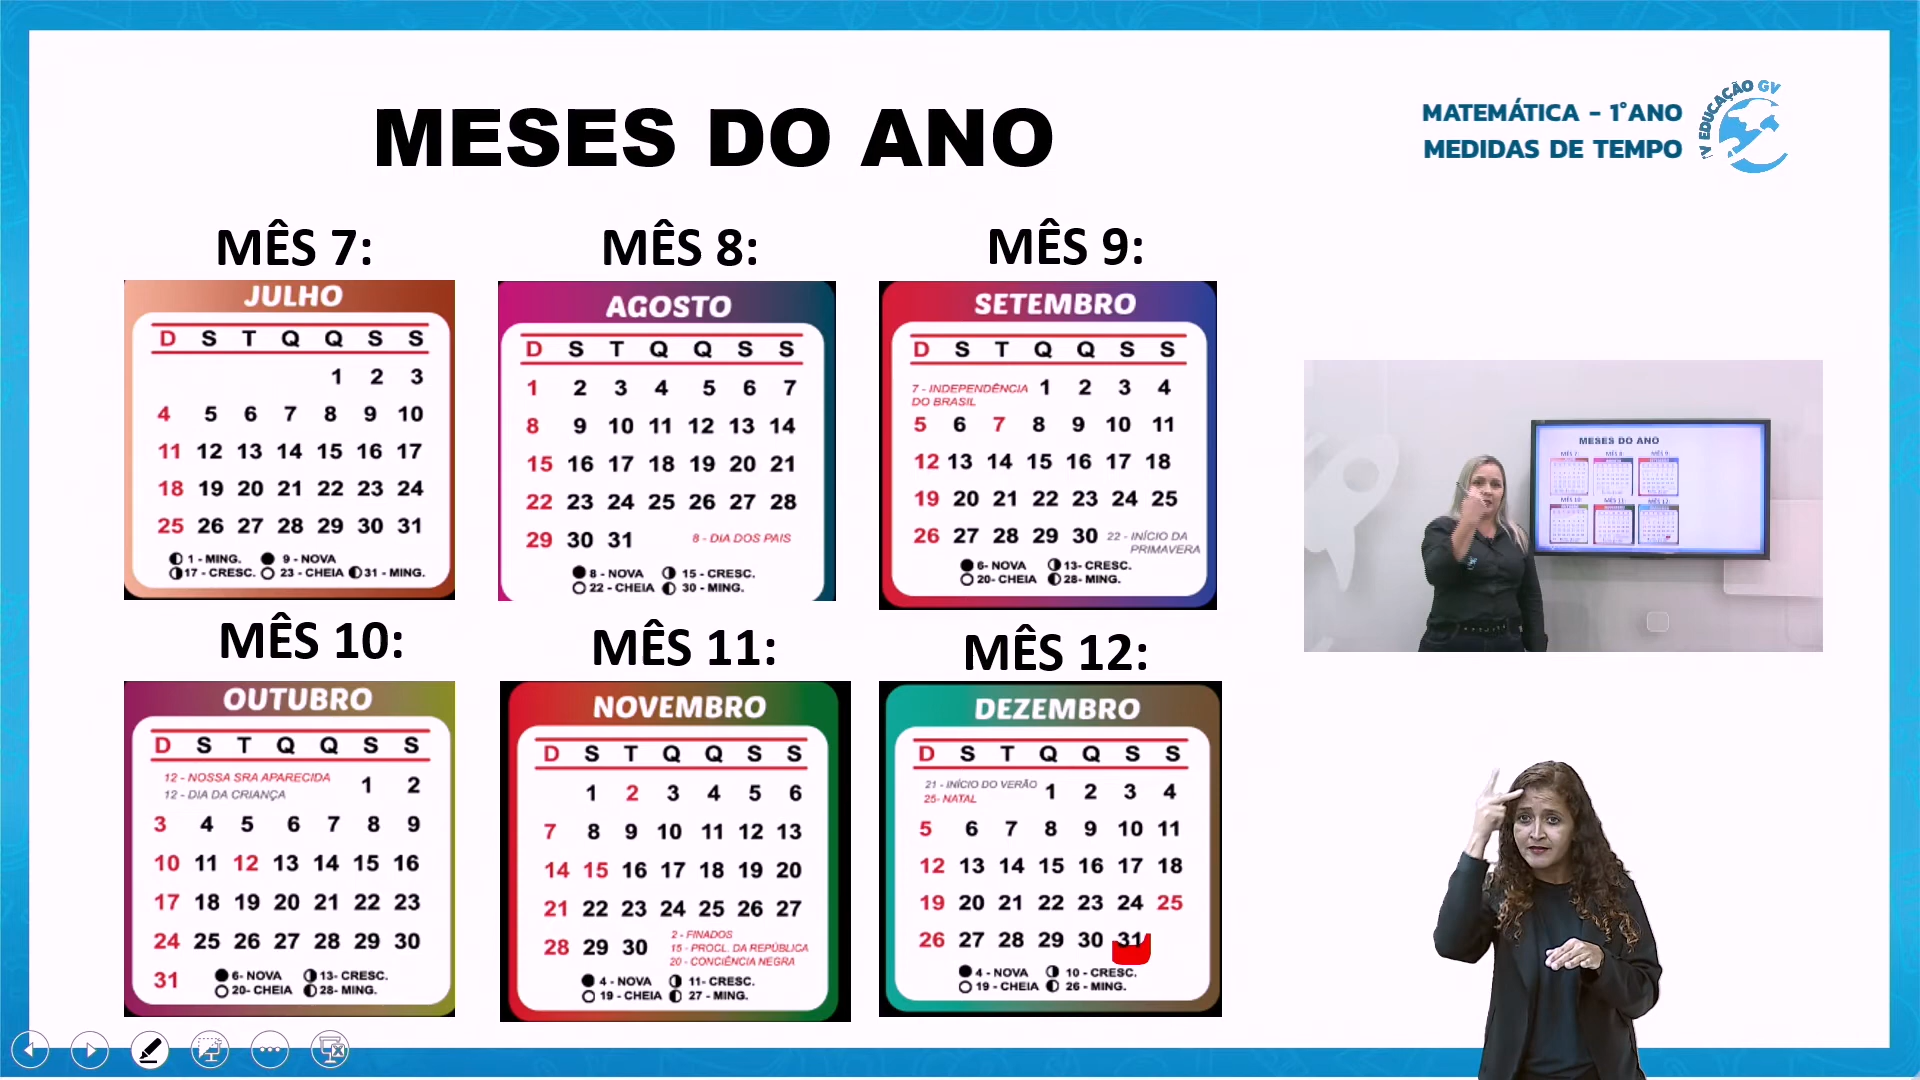 MESES DO ANO
MATEMÁTICA - 1°ANO
MEDIDAS DE TEMPO
EDUCAÇÃO GV
MÊS 7:
JULHO
D S T Q Q S S
1 2 3
4 5 6 7 8 9 10
11 12 13 14 15 16 17
18 19 20 21 22 23 24
25 26 27 28 29 30 31
1 - MING. 9 - NOVA
17 - CRESC. 23 - CHEIA 31 - MING.
MÊS 8:
AGOSTO
D S T Q Q S S
1 2 3 4 5 6 7
8 9 10 11 12 13 14
15 16 17 18 19 20 21
22 23 24 25 26 27 28
29 30 31 8 - DIA DOS PAIS
8 - NOVA 15 - CRESC.
22 - CHEIA 30 - MING.
MÊS 9:
SETEMBRO
D S T Q Q S S
7 - INDEPENDÊNCIA
DO BRASIL
1 2 3 4
5 6 7 8 9 10 11
12 13 14 15 16 17 18
19 20 21 22 23 24 25
26 27 28 29 30 22 - INÍCIO DA
PRIMAVERA
6- NOVA 13- CRESC.
20- CHEIA 28- MING.
MÊS 10:
OUTUBRO
D S T Q Q S S
12 - NOSSA SRA APARECIDA
12 - DIA DA CRIANÇA
1 2
3 4 5 6 7 8 9
10 11 12 13 14 15 16
17 18 19 20 21 22 23
24 25 26 27 28 29 30
31
6- NOVA 13- CRESC.
20- CHEIA 28- MING.
MÊS 11:
NOVEMBRO
D S T Q Q S S
1 2 3 4 5 6
7 8 9 10 11 12 13
14 15 16 17 18 19 20
21 22 23 24 25 26 27
28 29 30
2 - FINADOS
15 - PROCL. DA REPÚBLICA
20 - CONCIÊNCIA NEGRA
4 - NOVA 11- CRESC.
19 - CHEIA 27 - MING.
MÊS 12:
DEZEMBRO
D S T Q Q S S
21 - INÍCIO DO VERÃO
25- NATAL
1 2 3 4
5 6 7 8 9 10 11
12 13 14 15 16 17 18
19 20 21 22 23 24 25
26 27 28 29 30 31
4 - NOVA 10 - CRESC.
19 - CHEIA 26 - MING.
MESES DO ANO
MÊS 7: MÊS 8: MÊS 9:
MÊS 10: MÊS 11: MÊS 12: